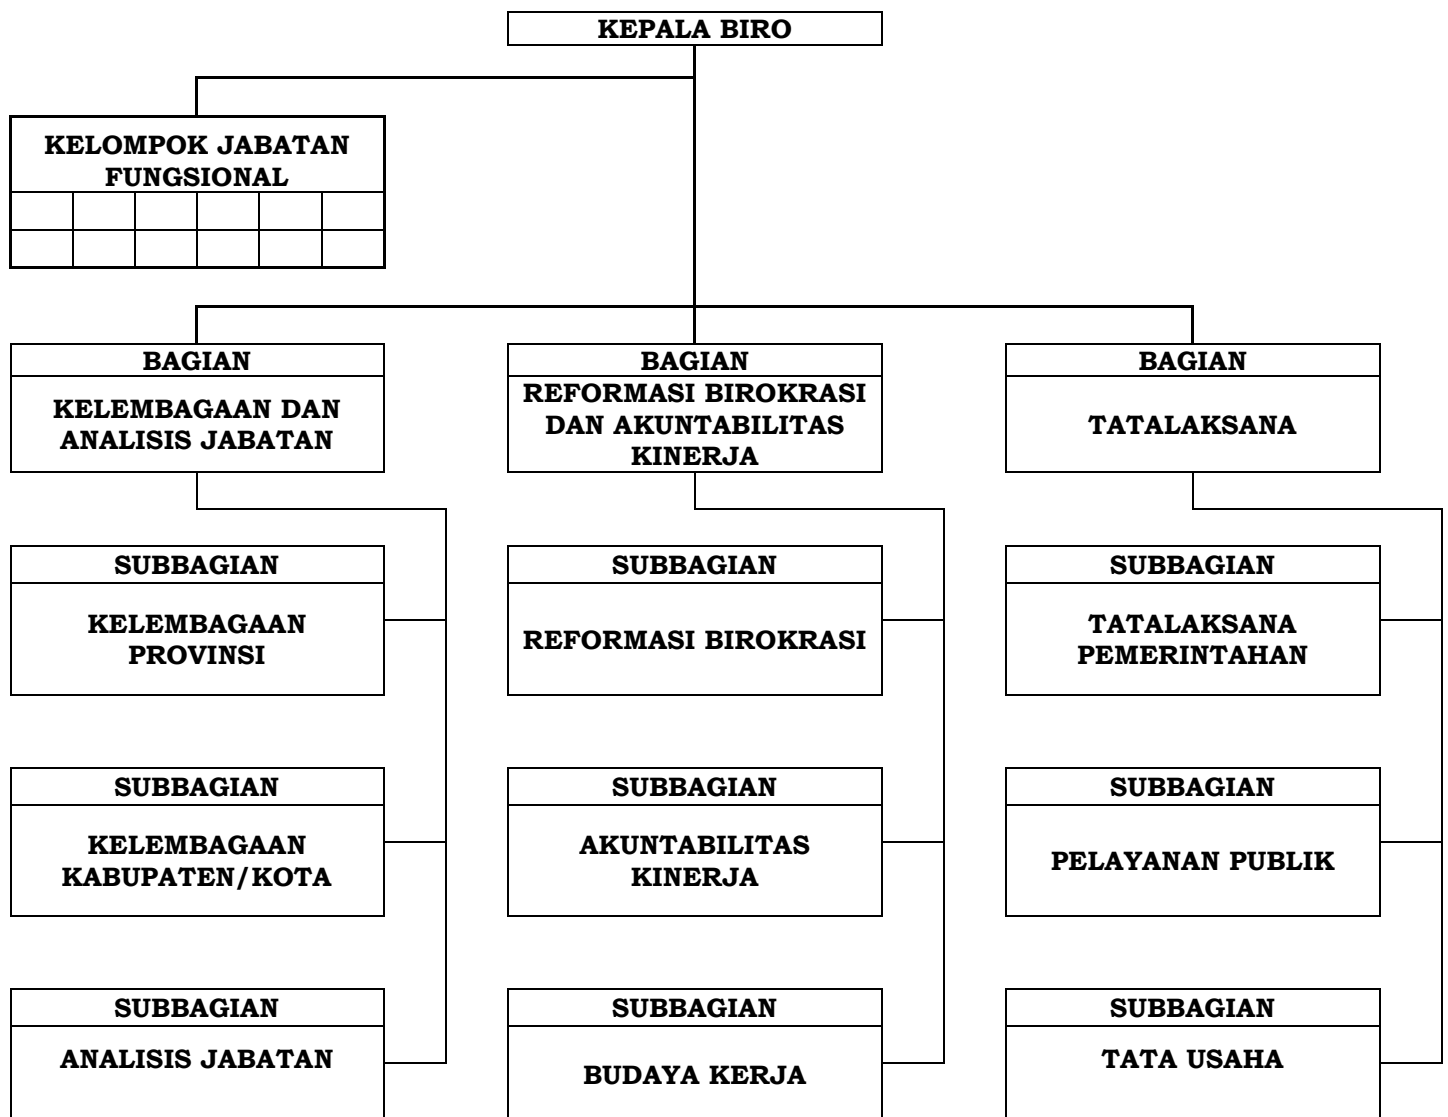 KEPALA BIRO
KELOMPOK JABATAN
FUNGSIONAL
BAGIAN
KELEMBAGAAN DAN
ANALISIS JABATAN
BAGIAN
REFORMASI BIROKRASI
DAN AKUNTABILITAS
KINERJA
BAGIAN
TATALAKSANA
SUBBAGIAN
KELEMBAGAAN
PROVINSI
SUBBAGIAN
REFORMASI BIROKRASI
SUBBAGIAN
TATALAKSANA
PEMERINTAHAN
SUBBAGIAN
KELEMBAGAAN
KABUPATEN/KOTA
SUBBAGIAN
AKUNTABILITAS
KINERJA
SUBBAGIAN
PELAYANAN PUBLIK
SUBBAGIAN
ANALISIS JABATAN
SUBBAGIAN
BUDAYA KERJA
SUBBAGIAN
TATA USAHA